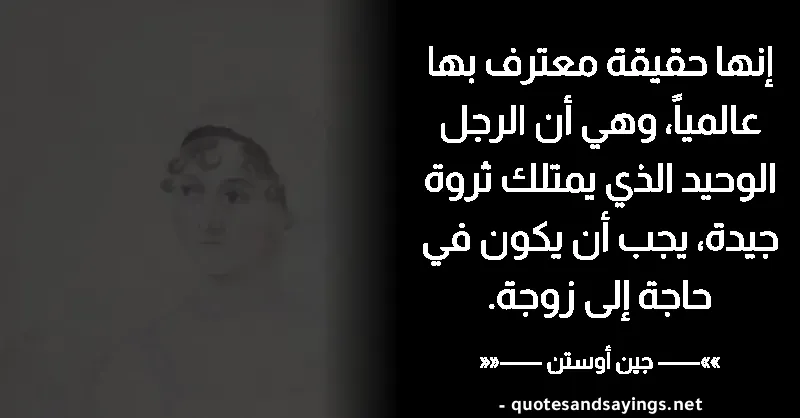 إنها حقيقة معترف بها
عالمياً، وهي أن الرجل
الوحيد الذي يمتلك ثروة
جيدة، يجب أن يكون في
حاجة إلى زوجة.
»»—— جين أوستن ——««
- quotesandsayings.net